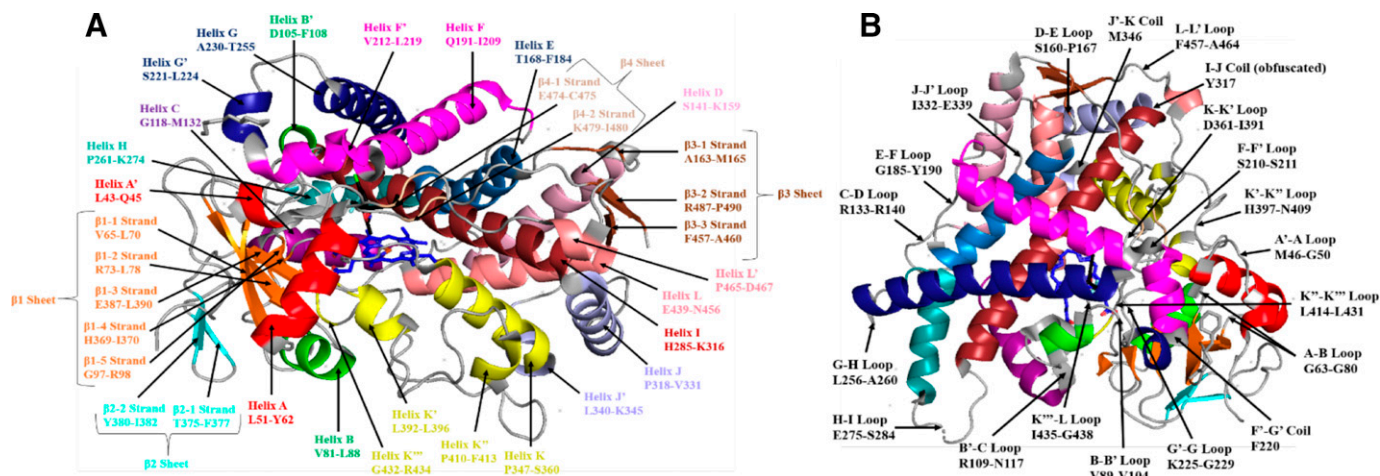 A
Helix B'
D105-F108
Helix F'
V212-L219
Helix F
Q191-I209
Helix G
A230-T255
Helix E
T168-F184
β4 Sheet
Helix G'
S221-L224
β4-1 Strand
E474-C475
Helix D
S141-K159
Helix C
G118-M132
β4-2 Strand
K479-I480
Helix H
P261-K274
β3-1 Strand
A163-M165
Helix A'
L43-Q45
β3-2 Strand
R487-P490
β3 Sheet
β1-1 Strand
V65-L70
β3-3 Strand
F457-A460
β1-2 Strand
R73-L78
β1 Sheet
β1-3 Strand
E387-L390
Helix L'
P465-D467
β1-4 Strand
H369-I370
Helix L
E439-N456
β1-5 Strand
G97-R98
Helix I
H285-K316
Helix J
P318-V331
β2-2 Strand
Y380-I382
β2-1 Strand
T375-F377
Helix A
L51-Y62
Helix K'
L392-L396
Helix J'
L340-K345
β2 Sheet
Helix B
V81-L88
Helix K'''
G432-R434
Helix K''
P410-F413
Helix K
P347-S360
B
J'-K Coil
M346
D-E Loop
S160-P167
L-L' Loop
F457-A464
I-J Coil (obfuscated)
Y317
J-J' Loop
I332-E339
K-K' Loop
D361-I391
E-F Loop
G185-Y190
F-F' Loop
S210-S211
C-D Loop
R133-R140
K'-K'' Loop
H397-N409
A'-A Loop
M46-G50
K''-K''' Loop
L414-L431
A-B Loop
G63-G80
G-H Loop
L256-A260
H-I Loop
E275-S284
K'''-L Loop
I435-G438
F'-G' Coil
F220
B'-C Loop
R109-N117
G'-G Loop
K225-G229
B-B' Loop
V89-V104